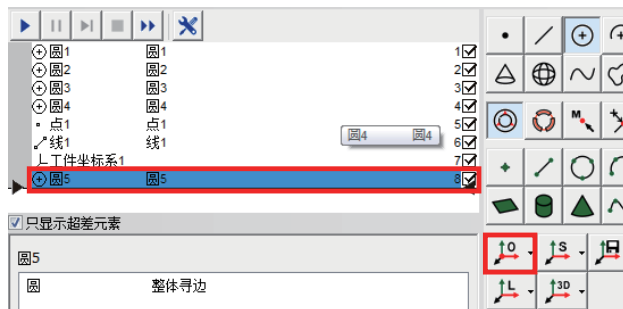 圆1 圆1 1
圆2 圆2 2
圆3 圆3 3
圆4 圆4 4
点1 点1 5
线1 线1 6
圆4 圆4
工件坐标系1 7
圆5 圆5 8
只显示超差元素
圆5
圆 整体寻边
M
O
S
L
3D